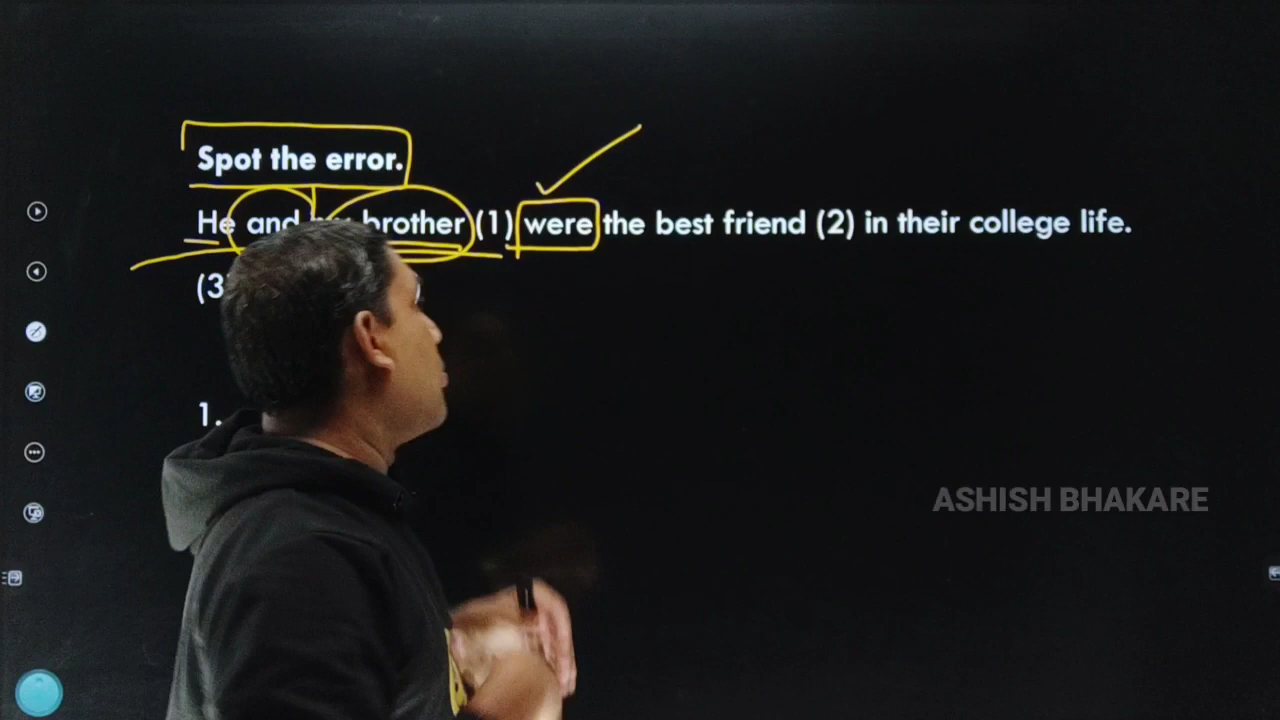 Spot the error.
He and brother (1) were the best friend (2) in their college life.
(3
1.
ASHISH BHAKARE